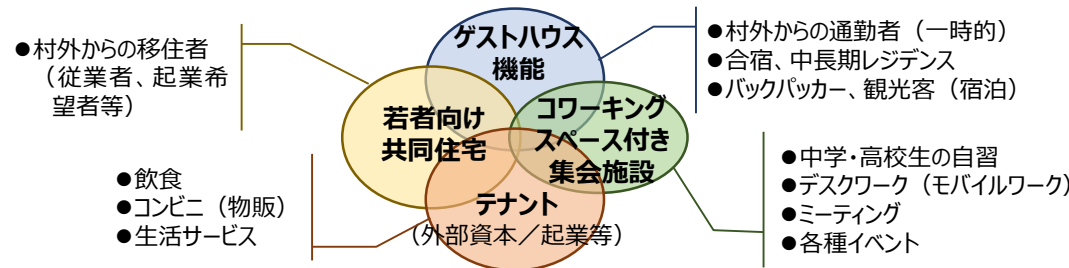 ●村外からの移住者
（従業者、起業希
望者等）
ゲストハウス
機能
●村外からの通勤者（一時的）
●合宿、中長期レジデンス
●バックパッカー、観光客（宿泊）
若者向け
共同住宅
コワーキング
スペース付き
集会施設
●飲食
●コンビニ（物販）
●生活サービス
テナント
（外部資本／起業等）
●中学・高校生の自習
●デスクワーク（モバイルワーク）
●ミーティング
●各種イベント